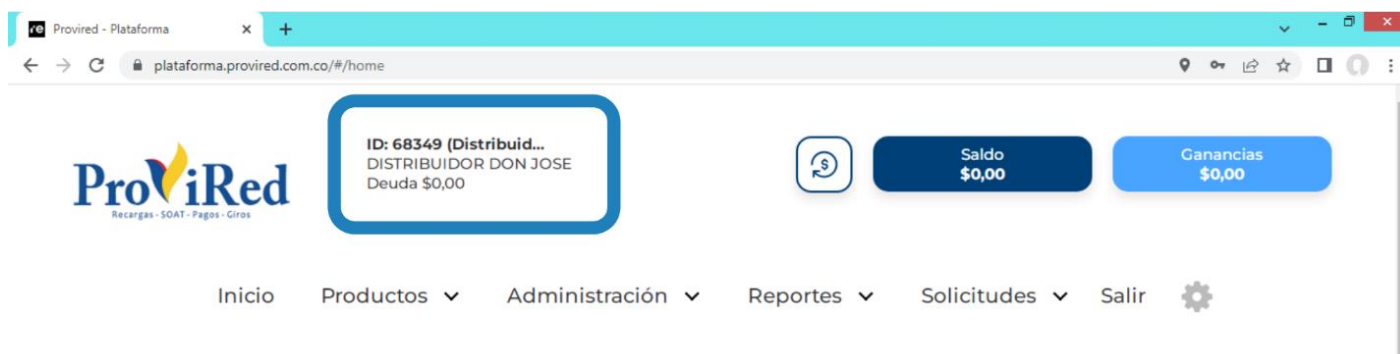 Provired - Plataforma
plataforma.provired.com.co/#/home
ProViRed
Recargas - SOAT - Pagos - Giros
ID: 68349 (Distribuid...
DISTRIBUIDOR DON JOSE
Deuda $0,00
Saldo
$0,00
Ganancias
$0,00
Inicio Productos Administración Reportes Solicitudes Salir